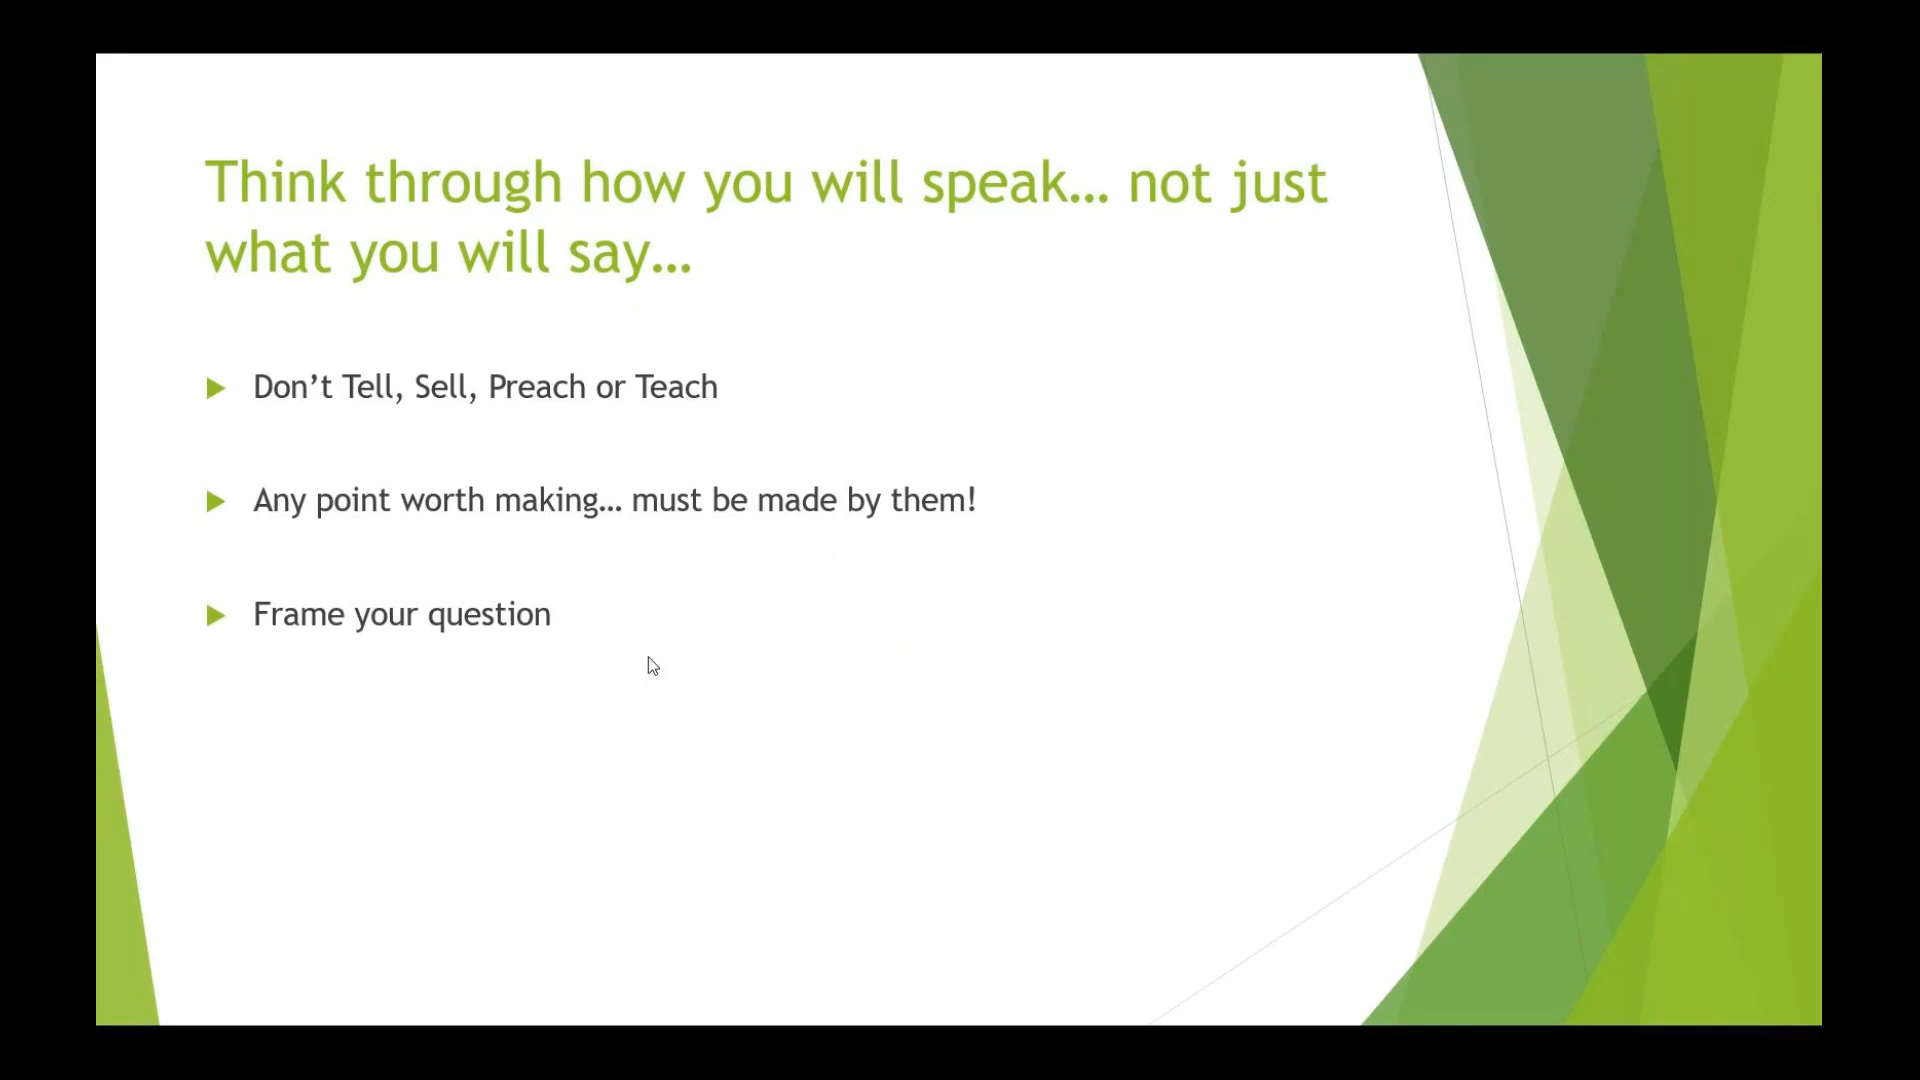 Think through how you will speak… not just
what you will say…
Don’t Tell, Sell, Preach or Teach
Any point worth making… must be made by them!
Frame your question